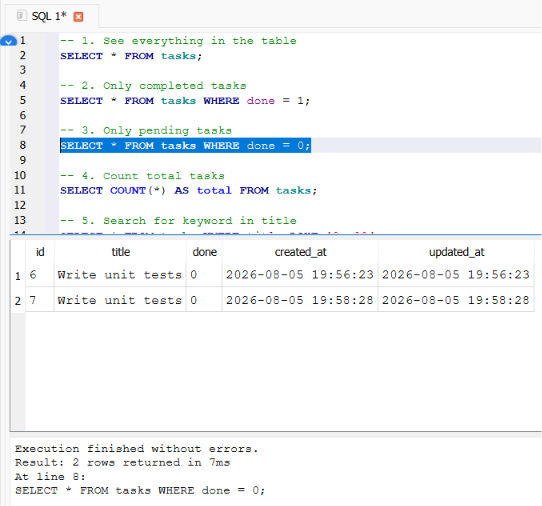 SQL 1*
1 -- 1. See everything in the table
2 SELECT * FROM tasks;
3
4 -- 2. Only completed tasks
5 SELECT * FROM tasks WHERE done = 1;
6
7 -- 3. Only pending tasks
8 SELECT * FROM tasks WHERE done = 0;
9
10 -- 4. Count total tasks
11 SELECT COUNT(*) AS total FROM tasks;
12
13 -- 5. Search for keyword in title
id title done created_at updated_at
1 6 Write unit tests 0 2026-08-05 19:56:23 2026-08-05 19:56:23
2 7 Write unit tests 0 2026-08-05 19:58:28 2026-08-05 19:58:28
Execution finished without errors.
Result: 2 rows returned in 7ms
At line 8:
SELECT * FROM tasks WHERE done = 0;